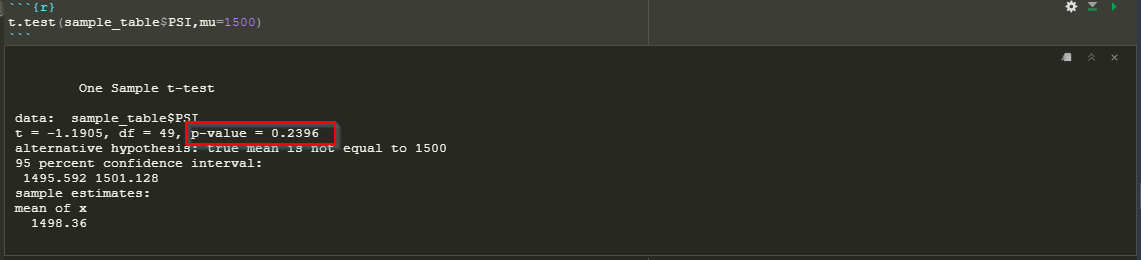 ```{r}
t.test(sample_table$PSI,mu=1500)
```
One Sample t-test
data:  sample_table$PSI
t = -1.1905, df = 49, p-value = 0.2396
alternative hypothesis: true mean is not equal to 1500
95 percent confidence interval:
 1495.592 1501.128
sample estimates:
mean of x
  1498.36